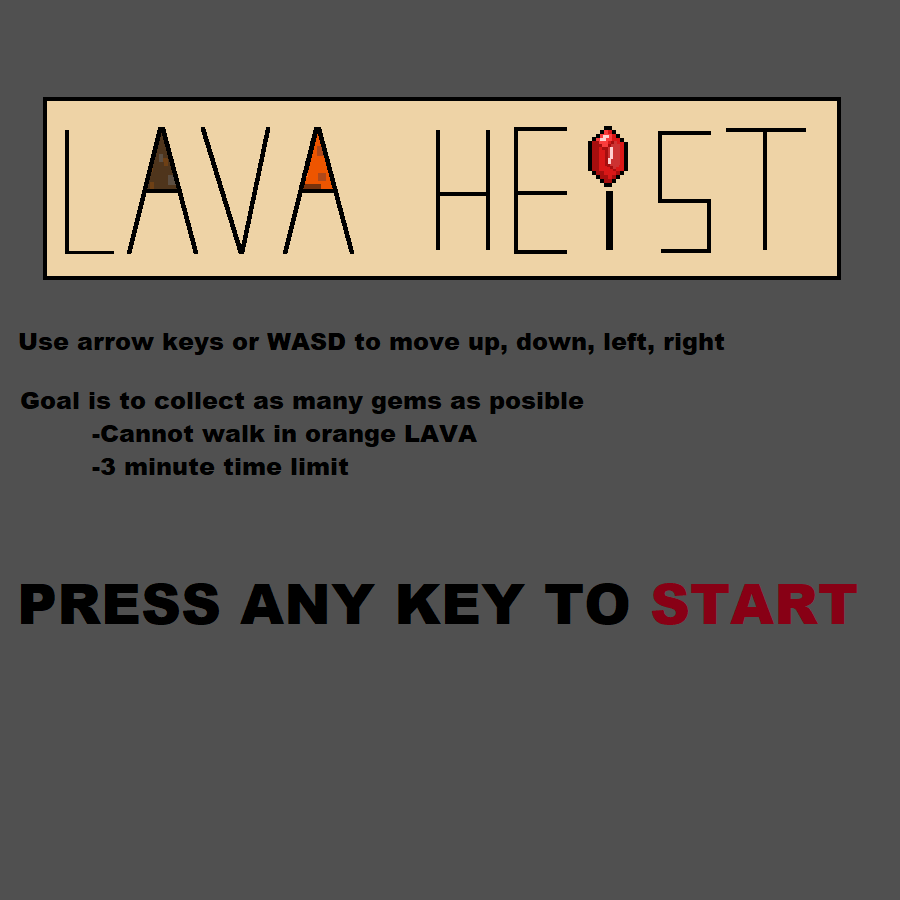 LAVA HEiST
Use arrow keys or WASD to move up, down, left, right
Goal is to collect as many gems as posible
-Cannot walk in orange LAVA
-3 minute time limit
PRESS ANY KEY TO START